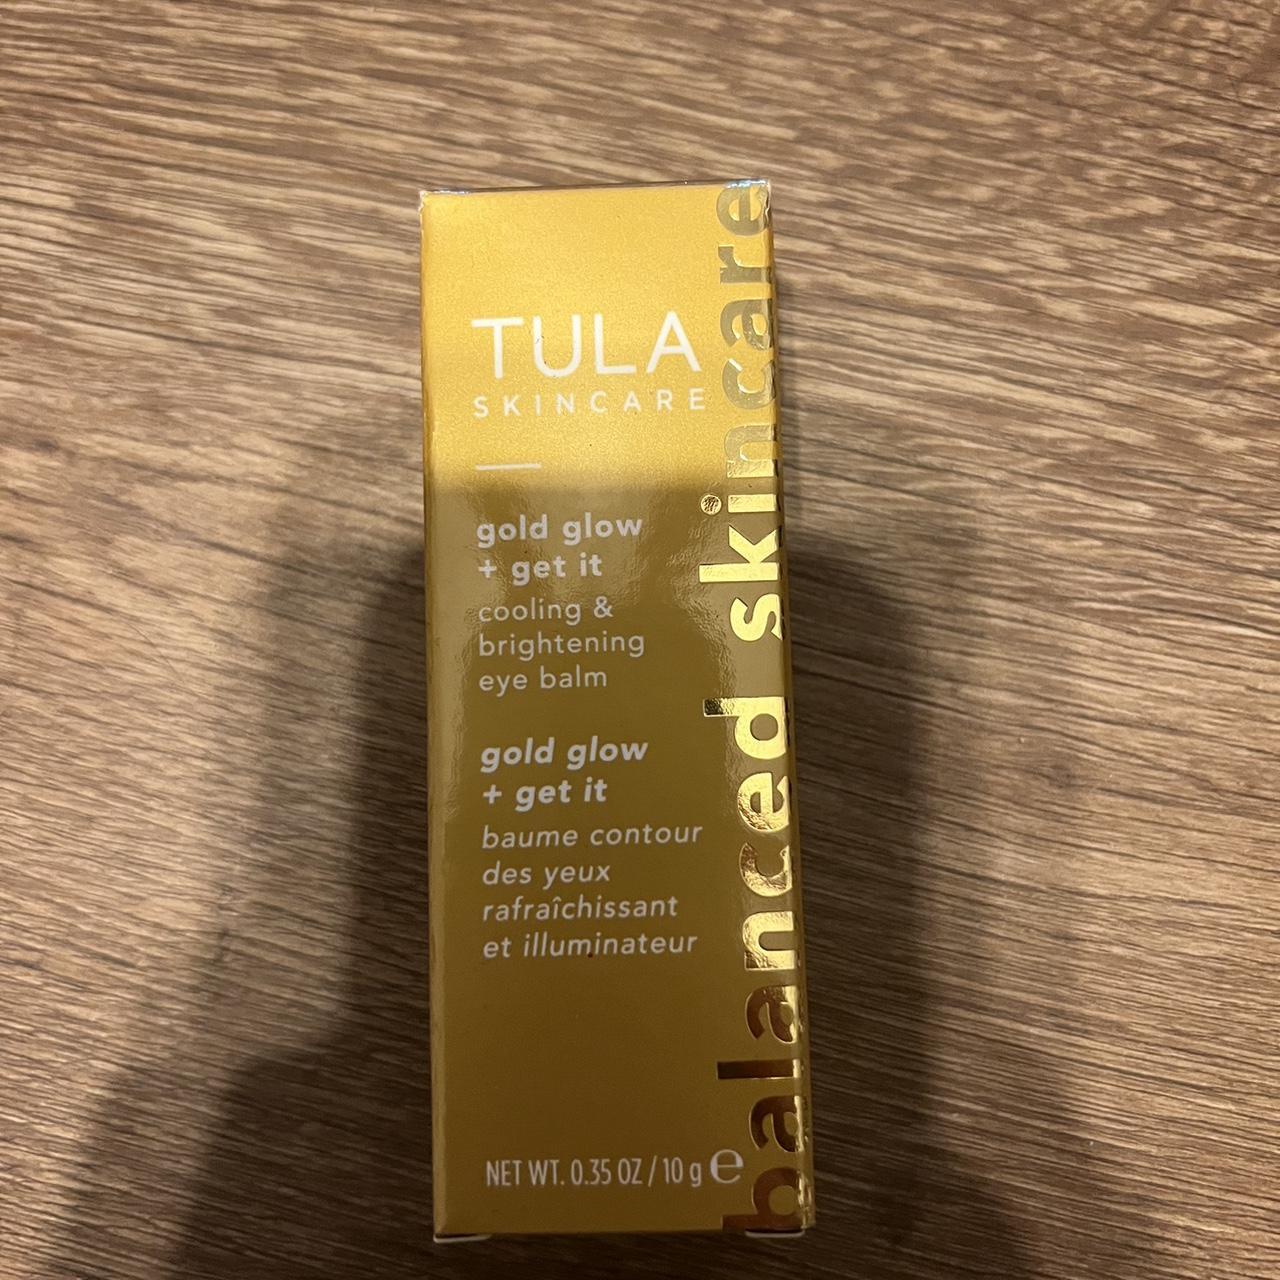 TULA
SKINCARE
gold glow
+ get it
cooling &
brightening
eye balm
gold glow
+ get it
baume contour
des yeux
rafraîchissant
et illuminateur
NET WT. 0.35 OZ / 10 g e
balanced skincare